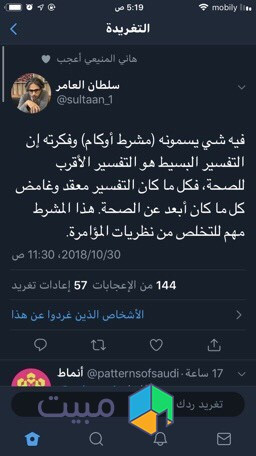 mobily
5:19 ص
التغريدة
هاني المنيعي أعجب
سلطان العامر
@sultaan_1
فيه شي يسمونه (مشرط أوكام) وفكرته إن
التفسير البسيط هو التفسير الأقرب
للصحة، فكل ما كان التفسير معقد وغامض
كل ما كان أبعد عن الصحة. هذا المشرط
مهم للتخلص من نظريات المؤامرة.
2018/10/30، 11:30 ص
144 من الإعجابات 57 إعادات تغريد
الأشخاص الذين غردوا عن هذا
أنماط @patternsofsaudi · 17 ساعة
تغريد ردك
مبيت